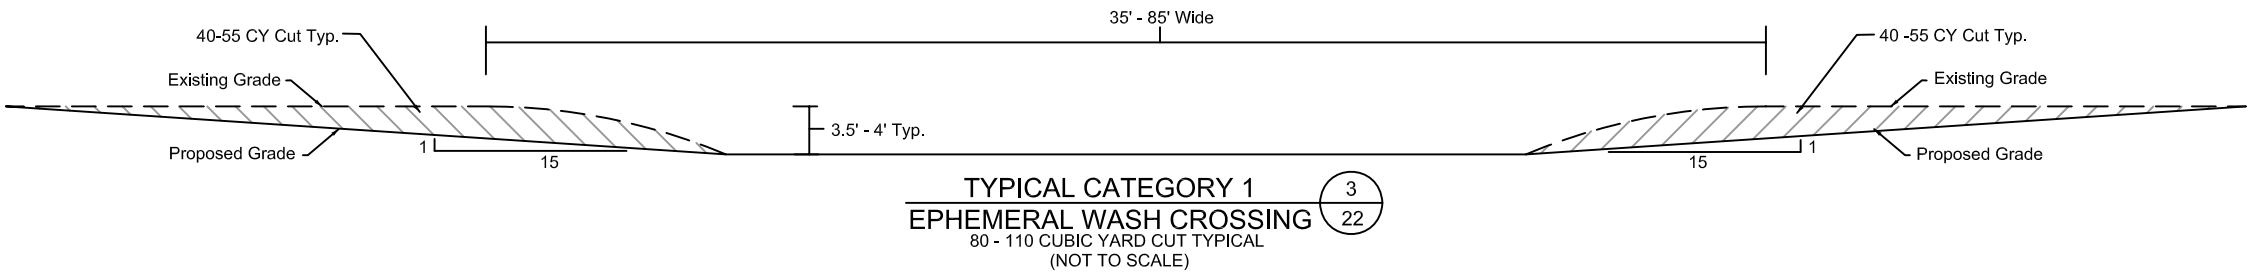 35' - 85' Wide
40-55 CY Cut Typ.
40 -55 CY Cut Typ.
Existing Grade
Existing Grade
3.5' - 4' Typ.
Proposed Grade
1
15
15
1
Proposed Grade
TYPICAL CATEGORY 1
3
EPHEMERAL WASH CROSSING
22
80 - 110 CUBIC YARD CUT TYPICAL
(NOT TO SCALE)